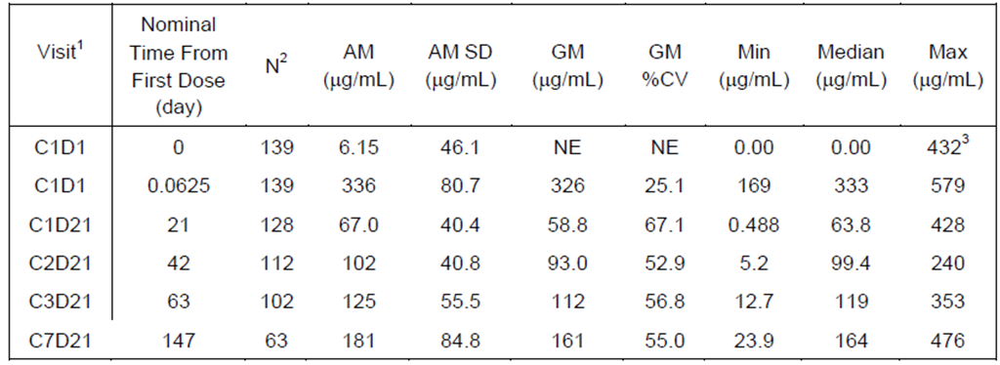 Visit¹ Nominal Time From First Dose (day) N² AM (μg/mL) AM SD (μg/mL) GM (μg/mL) GM %CV Min (μg/mL) Median (μg/mL) Max (μg/mL)
C1D1 0 139 6.15 46.1 NE NE 0.00 0.00 432³
C1D1 0.0625 139 336 80.7 326 25.1 169 333 579
C1D21 21 128 67.0 40.4 58.8 67.1 0.488 63.8 428
C2D21 42 112 102 40.8 93.0 52.9 5.2 99.4 240
C3D21 63 102 125 55.5 112 56.8 12.7 119 353
C7D21 147 63 181 84.8 161 55.0 23.9 164 476